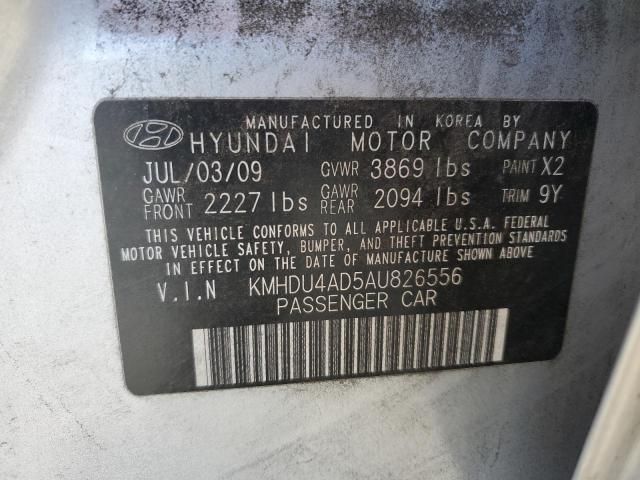 MANUFACTURED IN KOREA BY
HYUNDAI MOTOR COMPANY
JUL/03/09 GVWR 3869 lbs PAINT X2
GAWR FRONT 2227 lbs GAWR REAR 2094 lbs TRIM 9Y
THIS VEHICLE CONFORMS TO ALL APPLICABLE U.S.A. FEDERAL
MOTOR VEHICLE SAFETY, BUMPER, AND THEFT PREVENTION STANDARDS
IN EFFECT ON THE DATE OF MANUFACTURE SHOWN ABOVE
V.I.N KMHDU4AD5AU826556
PASSENGER CAR